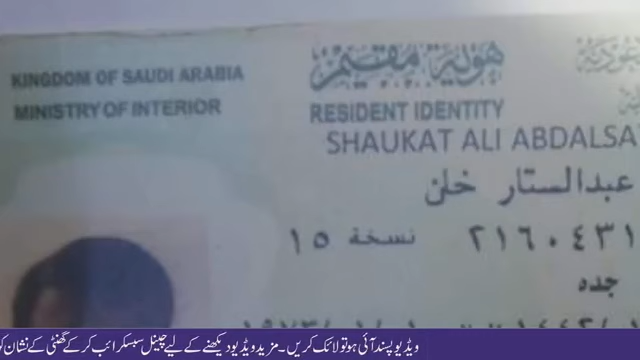 KINGDOM OF SAUDI ARABIA
MINISTRY OF INTERIOR
هوية مقيم
RESIDENT IDENTITY
SHAUKAT ALI ABDALSA
عبدالستار خان
٢١٦٠٤٣١
نسخة ١٥
جده
ویڈیو پسند آئی ہو تو لائک کریں۔ مزید ویڈیو دیکھنے کے لیے چینل سبسکرائب کر کے گھنٹی کے نشان کو